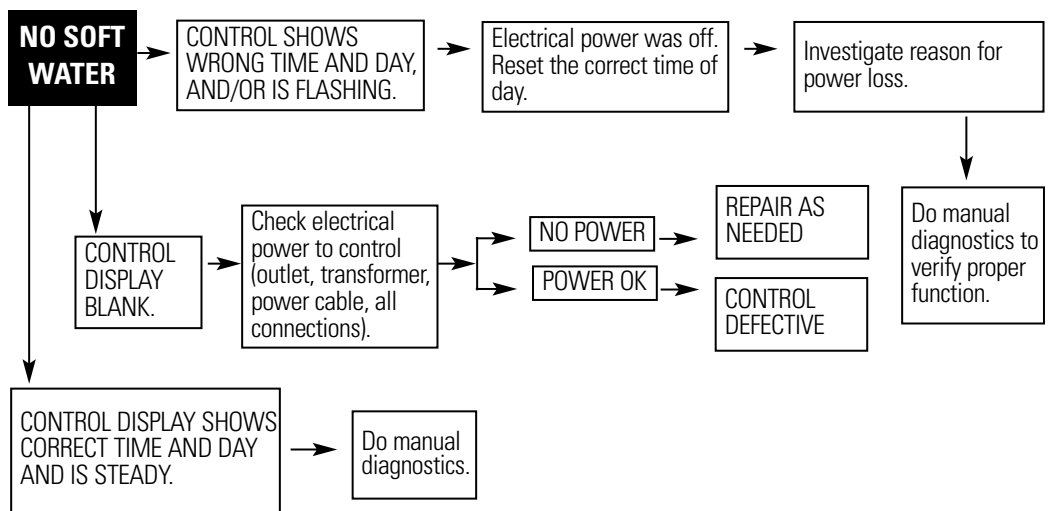 NO SOFT
WATER
CONTROL SHOWS
WRONG TIME AND DAY,
AND/OR IS FLASHING.
Electrical power was off.
Reset the correct time of
day.
Investigate reason for
power loss.
Do manual
diagnostics to
verify proper
function.
CONTROL
DISPLAY
BLANK.
Check electrical
power to control
(outlet, transformer,
power cable, all
connections).
NO POWER
REPAIR AS
NEEDED
POWER OK
CONTROL
DEFECTIVE
CONTROL DISPLAY SHOWS
CORRECT TIME AND DAY
AND IS STEADY.
Do manual
diagnostics.